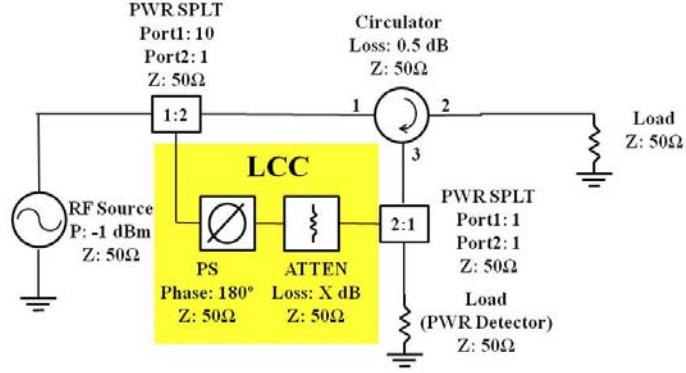 PWR SPLT
Port1: 10
Port2: 1
Z: 50Ω
1:2
Circulator
Loss: 0.5 dB
Z: 50Ω
1
2
3
Load
Z: 50Ω
LCC
RF Source
P: -1 dBm
Z: 50Ω
PS
Phase: 180°
Z: 50Ω
ATTEN
Loss: X dB
Z: 50Ω
2:1
PWR SPLT
Port1: 1
Port2: 1
Z: 50Ω
Load
(PWR Detector)
Z: 50Ω